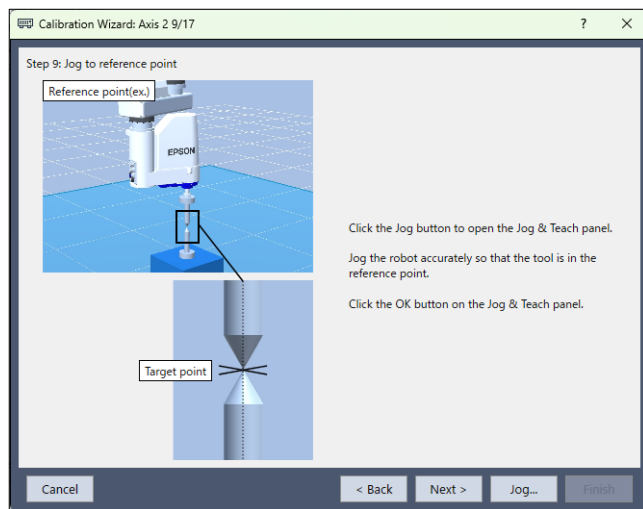 Calibration Wizard: Axis 2 9/17
Step 9: Jog to reference point
Reference point(ex.)
EPSON
Click the Jog button to open the Jog & Teach panel.
Jog the robot accurately so that the tool is in the
reference point.
Click the OK button on the Jog & Teach panel.
Target point
Cancel
< Back
Next >
Jog...
Finish